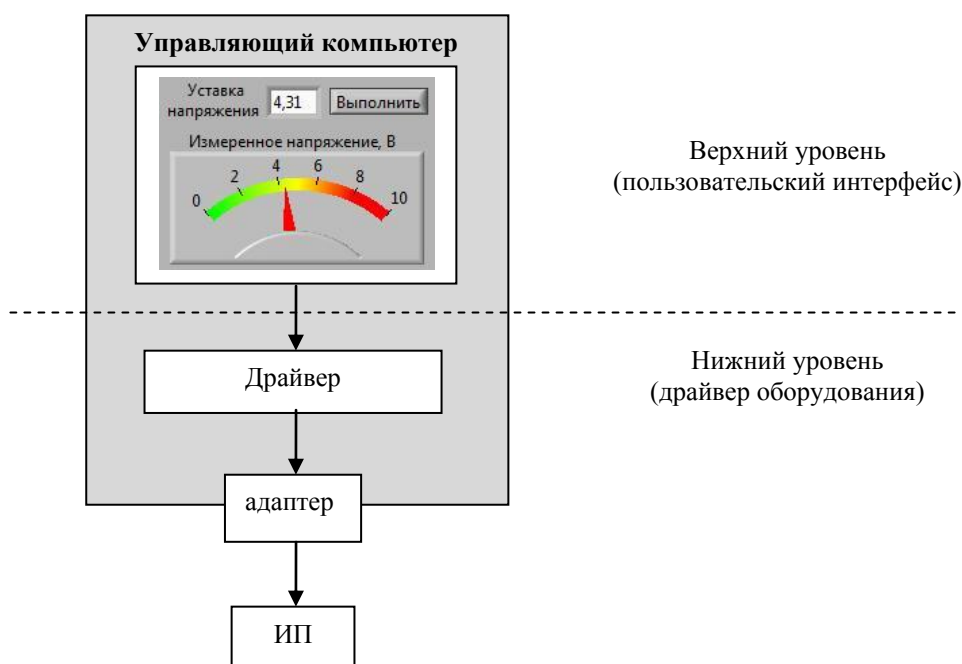 Управляющий компьютер
Уставка
напряжения
4,31
Выполнить
Измеренное напряжение, В
0
2
4
6
8
10
Верхний уровень
(пользовательский интерфейс)
Драйвер
Нижний уровень
(драйвер оборудования)
адаптер
ИП